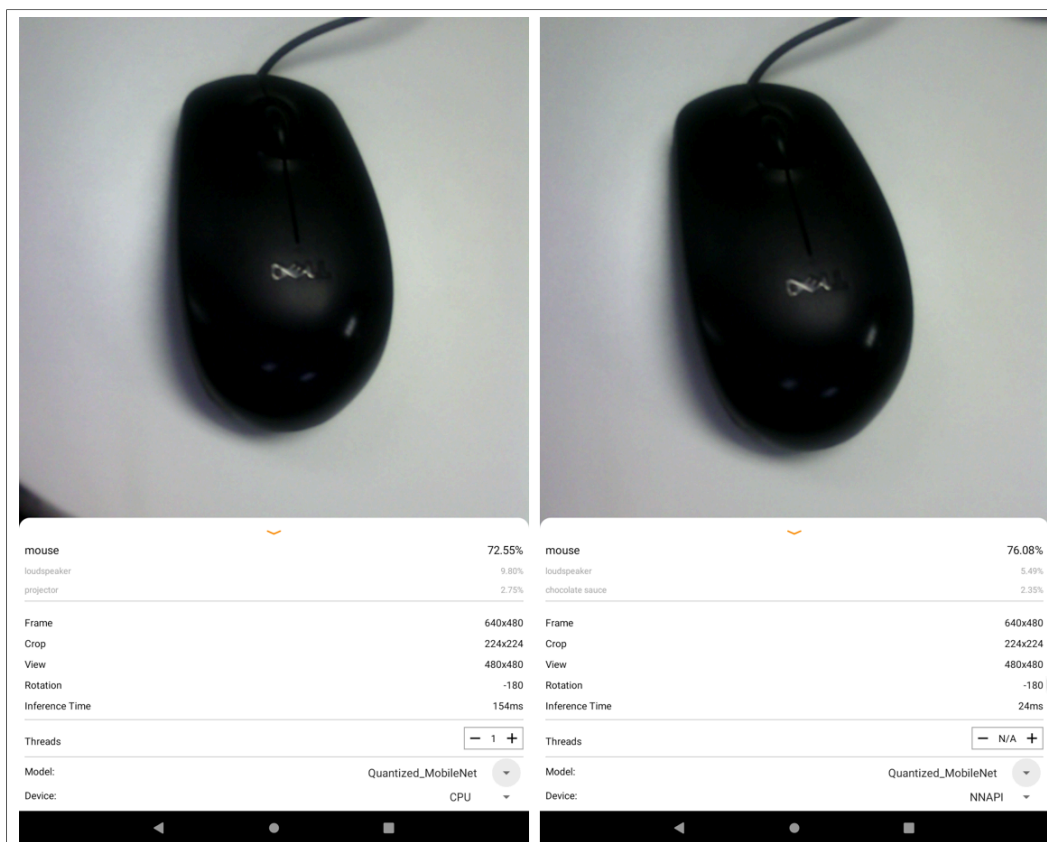 DELL
mouse 72.55%
loudspeaker 9.80%
projector 2.75%
Frame 640x480
Crop 224x224
View 480x480
Rotation -180
Inference Time 154ms
Threads − 1 +
Model: Quantized_MobileNet
Device: CPU
DELL
mouse 76.08%
loudspeaker 5.49%
chocolate sauce 2.35%
Frame 640x480
Crop 224x224
View 480x480
Rotation -180
Inference Time 24ms
Threads − N/A +
Model: Quantized_MobileNet
Device: NNAPI